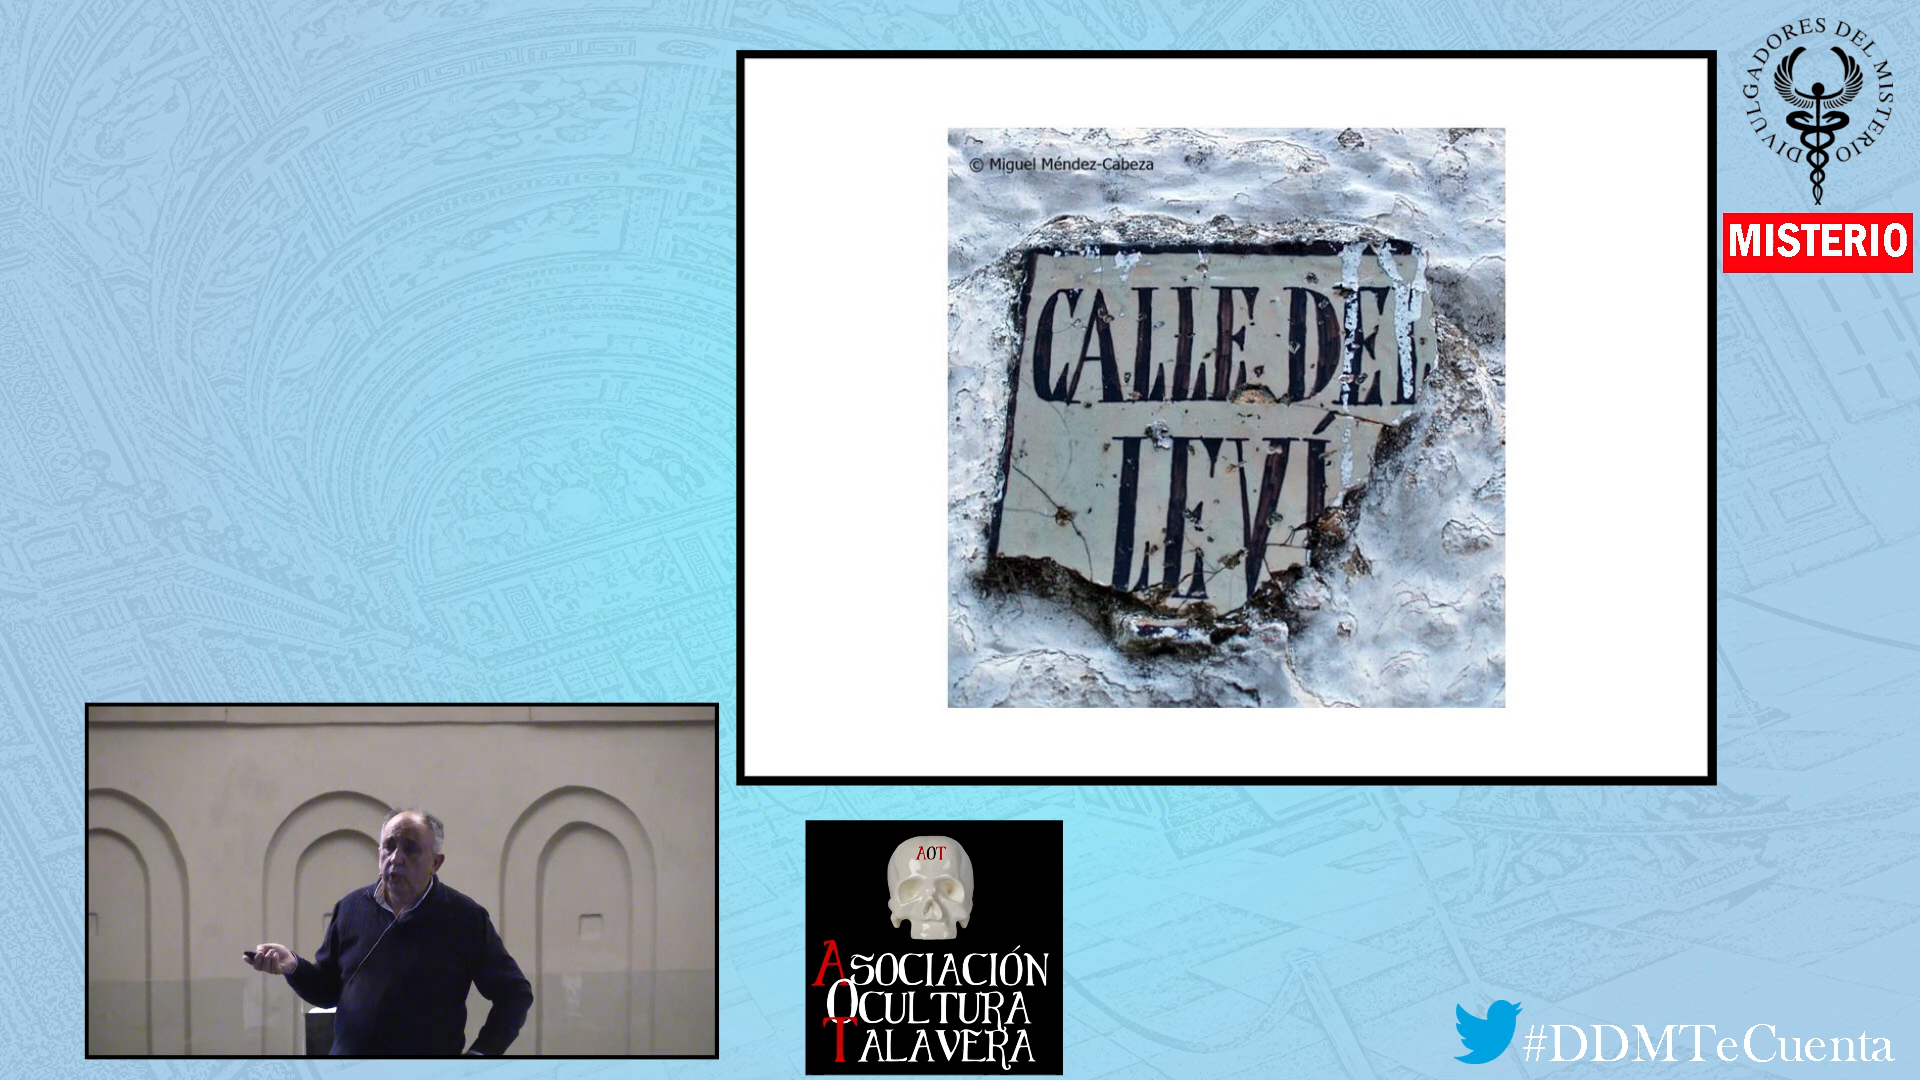 © Miguel Méndez-Cabeza
CALLE DEL
LEVÍ
DIVULGADORES DEL MISTERIO
MISTERIO
AOT
ASOCIACIÓN
OCULTURA
TALAVERA
#DDMTeCuenta